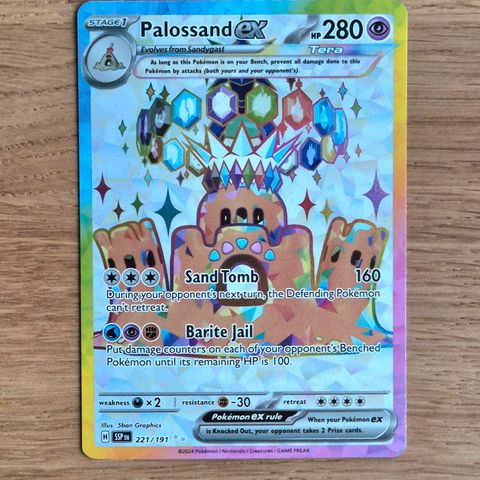 STAGE 1
Palossand ex HP 280
Evolves from Sandygast
Tera
As long as this Pokémon is on your Bench, prevent all damage done to this
Pokémon by attacks (both yours and your opponent's).
Sand Tomb 160
During your opponent's next turn, the Defending Pokémon
can't retreat.
Barite Jail
Put damage counters on each of your opponent's Benched
Pokémon until its remaining HP is 100.
weakness × 2 resistance -30 retreat
Illus. 5ban Graphics
Pokémon ex rule
When your Pokémon ex
is Knocked Out, your opponent takes 2 Prize cards.
H SSP EN 221/191
©2024 Pokémon / Nintendo / Creatures / GAME FREAK